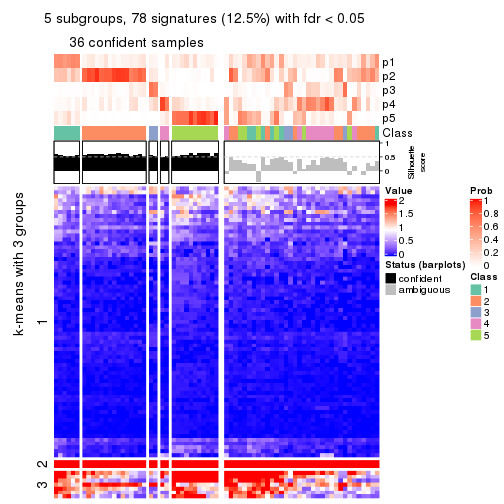 5 subgroups, 78 signatures (12.5%) with fdr < 0.05
36 confident samples
p1
p2
p3
p4
p5
Class
1
0.5
0
Silhouette
score
k-means with 3 groups
1
2
3
Value
2
1.5
1
0.5
0
Status (barplots)
confident
ambiguous
Prob
1
0.8
0.6
0.4
0.2
0
Class
1
2
3
4
5